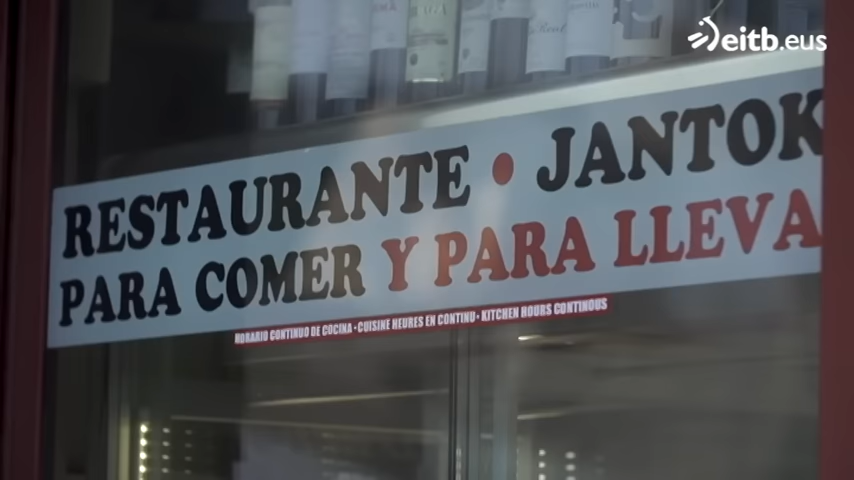 eitb.eus
RESTAURANTE • JANTOK
PARA COMER Y PARA LLEVA
HORARIO CONTINUO DE COCINA • CUISINE HEURES EN CONTINU • KITCHEN HOURS CONTINOUS